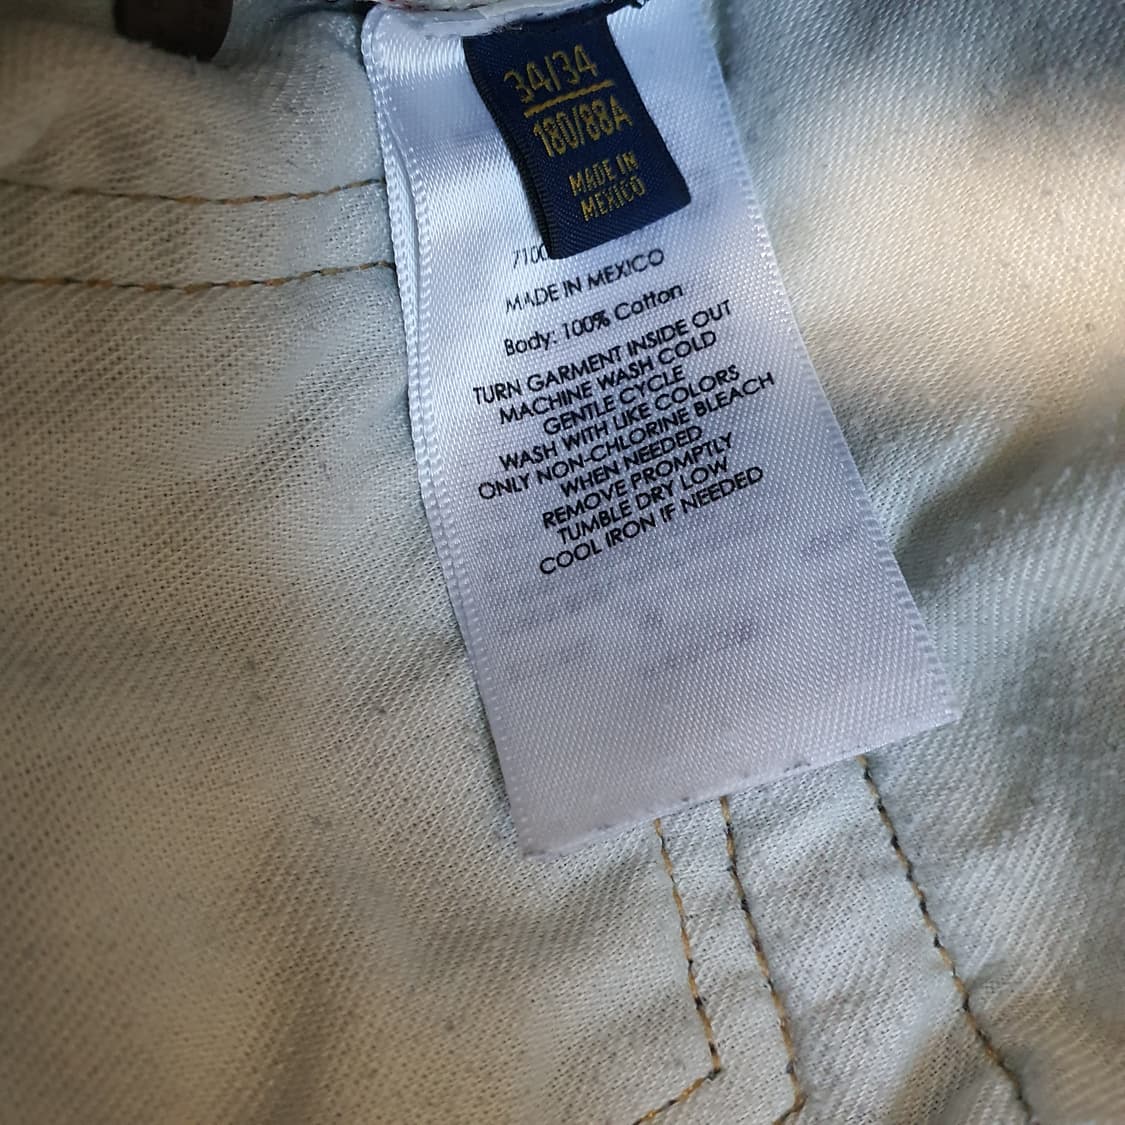 34/34
180/88A
MADE IN
MEXICO
7100
MADE IN MEXICO
Body: 100% Cotton
TURN GARMENT INSIDE OUT
MACHINE WASH COLD
GENTLE CYCLE
WASH WITH LIKE COLORS
ONLY NON-CHLORINE BLEACH
WHEN NEEDED
REMOVE PROMPTLY
TUMBLE DRY LOW
COOL IRON IF NEEDED